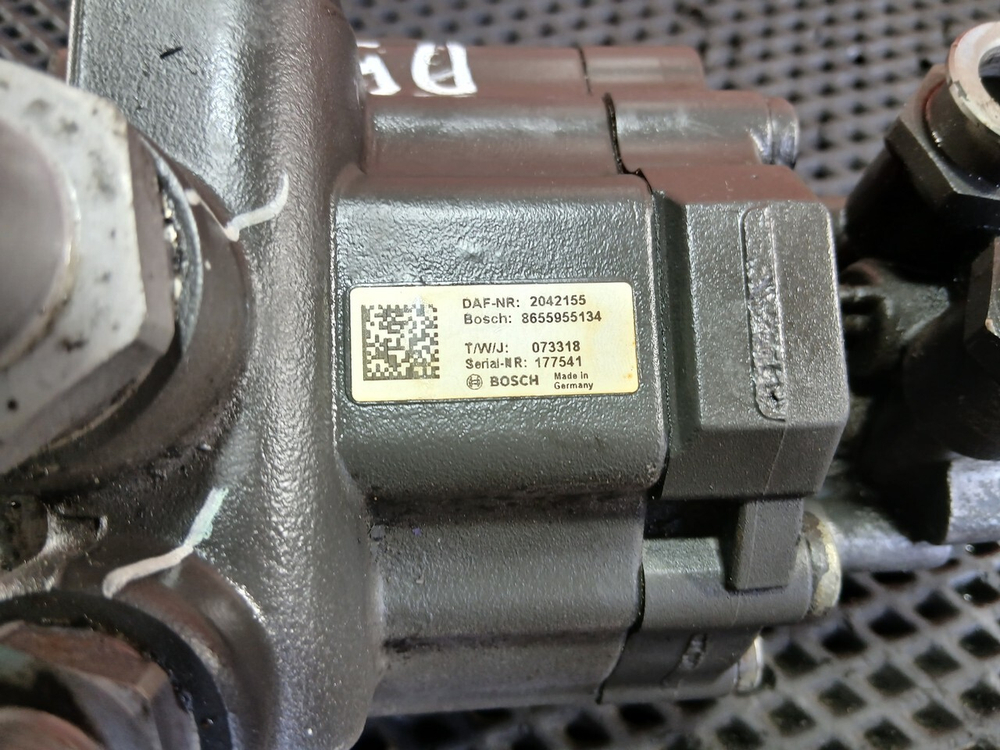 DAF-NR: 2042155
Bosch: 8655955134
T/W/J: 073318
Serial-NR: 177541
BOSCH Made in
Germany